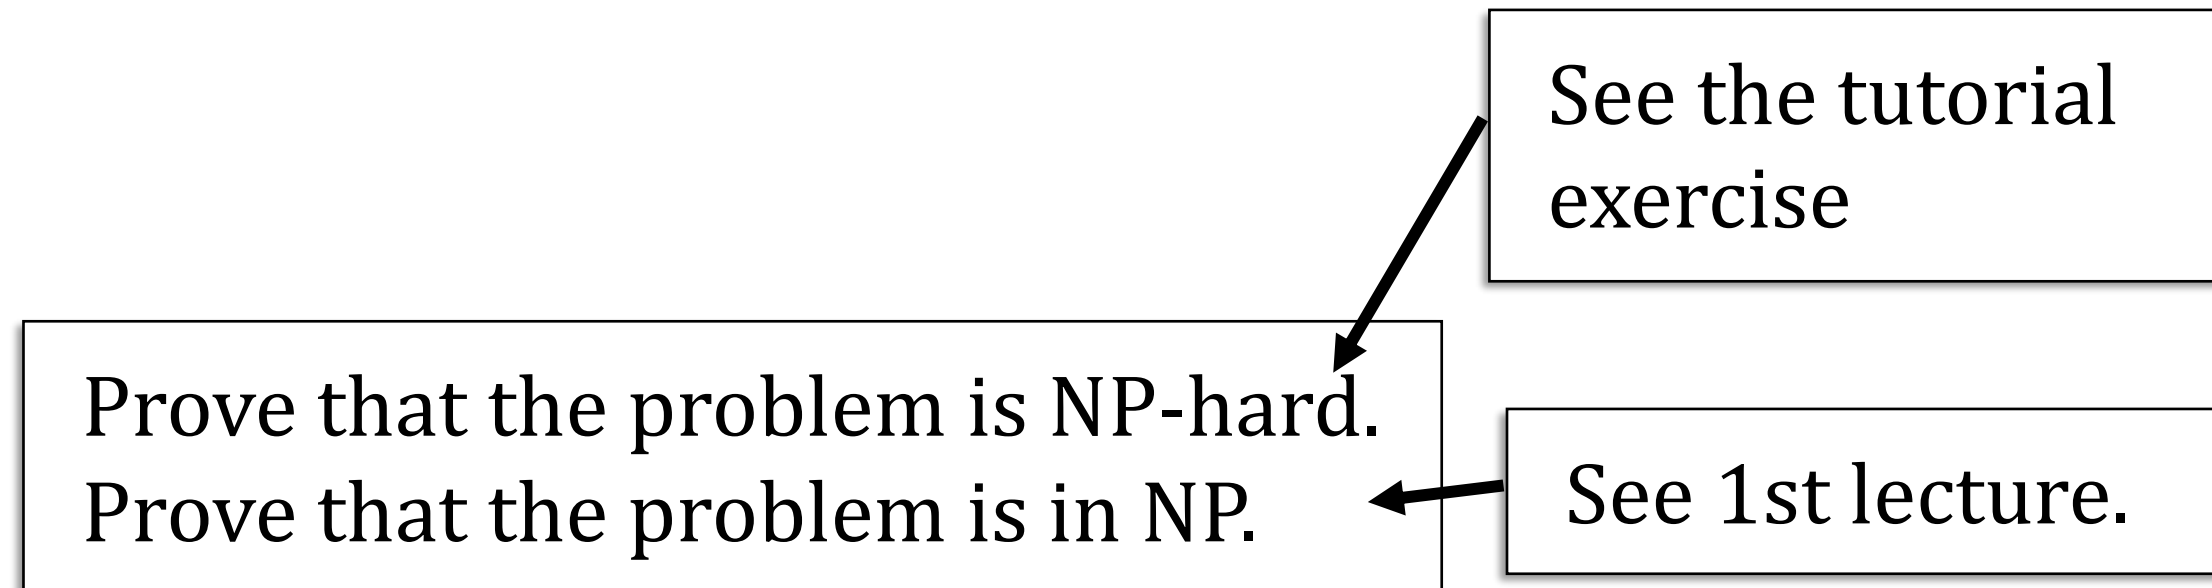 See the tutorial
exercise
Prove that the problem is NP-hard.
Prove that the problem is in NP.
See 1st lecture.